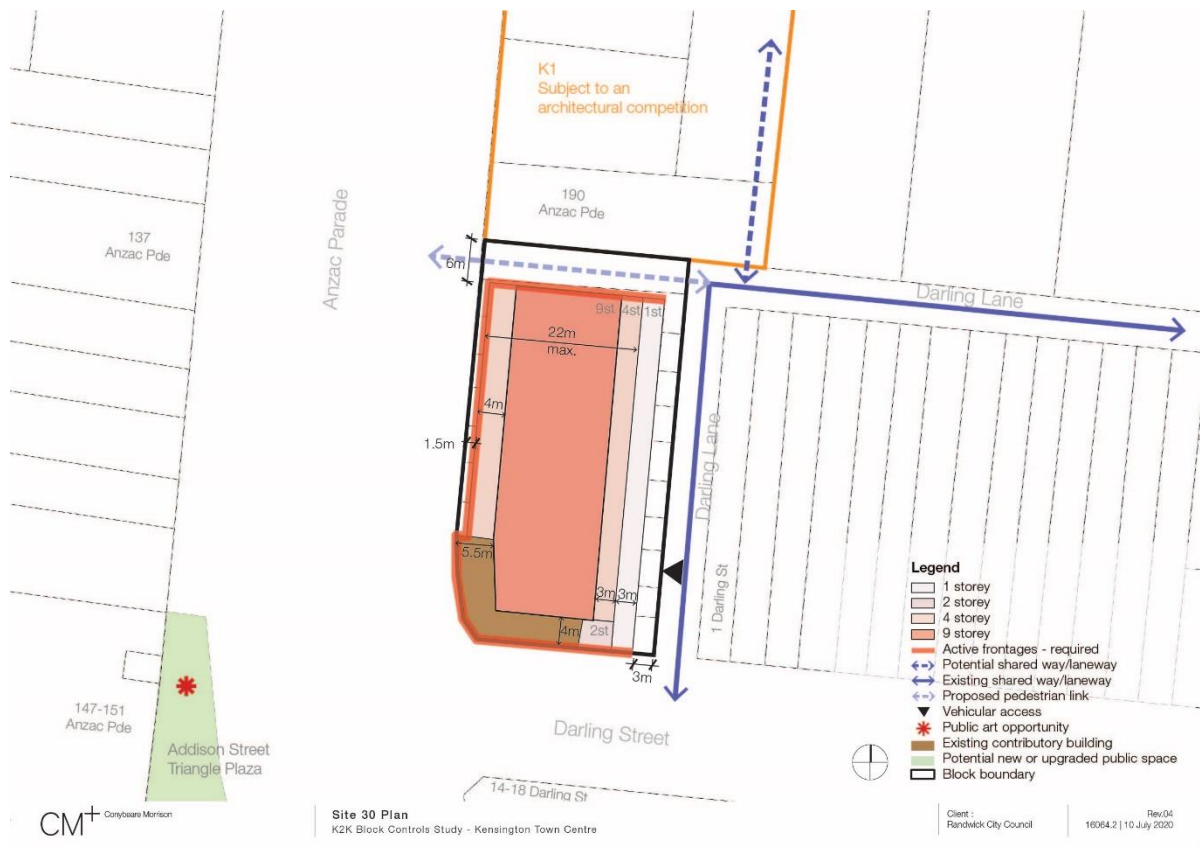 K1
Subject to an
architectural competition
190
Anzac Pde
137
Anzac Pde
Anzac Parade
6m
Darling Lane
9st 4st 1st
22m
max.
4m
1.5m
Darling Lane
5.5m
3m 3m
4m
2st
3m
1 Darling St
147-151
Anzac Pde
Addison Street
Triangle Plaza
Darling Street
14-18 Darling St
Legend
1 storey
2 storey
4 storey
9 storey
Active frontages - required
Potential shared way/laneway
Existing shared way/laneway
Proposed pedestrian link
Vehicular access
Public art opportunity
Existing contributory building
Potential new or upgraded public space
Block boundary
CM+ Conybeare Morrison
Site 30 Plan
K2K Block Controls Study - Kensington Town Centre
Client :
Randwick City Council
Rev.04
16064.2 | 10 July 2020